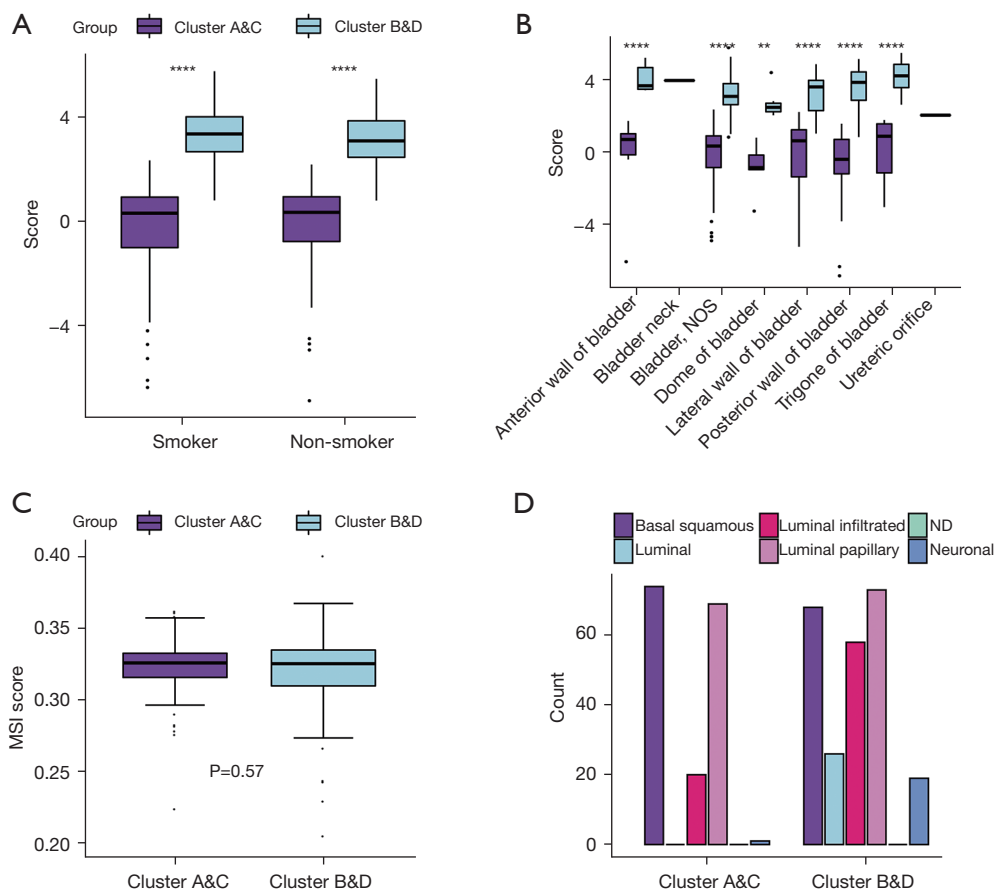 A
Group Cluster A&C Cluster B&D
Score
4
0
−4
**** ****
Smoker Non-smoker
B
Score
4
0
−4
**** **** ** **** **** ****
Anterior wall of bladder
Bladder neck
Bladder, NOS
Dome of bladder
Lateral wall of bladder
Posterior wall of bladder
Trigone of bladder
Ureteric orifice
C
Group Cluster A&C Cluster B&D
MSI score
0.40
0.35
0.30
0.25
0.20
P=0.57
Cluster A&C Cluster B&D
D
Basal squamous Luminal infiltrated ND
Luminal Luminal papillary Neuronal
Count
60
40
20
0
Cluster A&C Cluster B&D